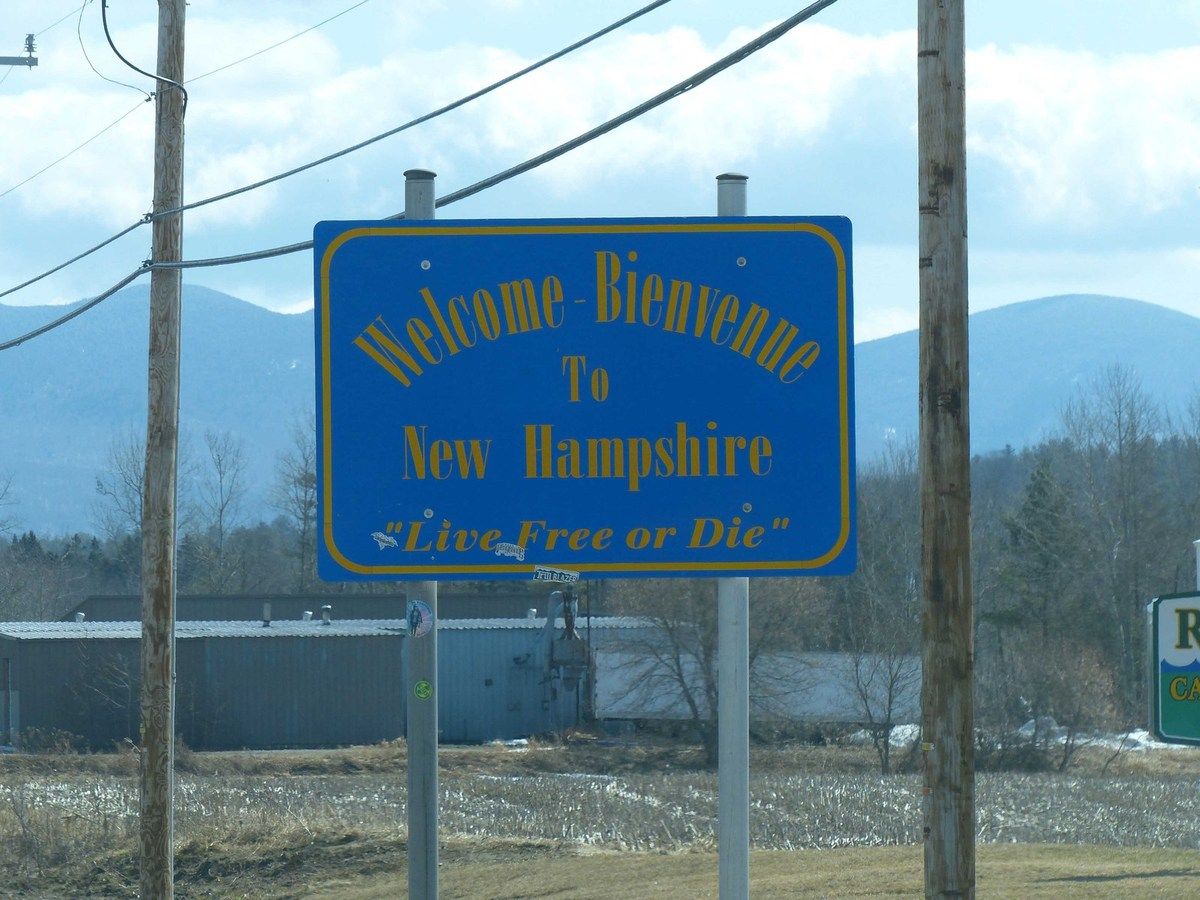 Welcome - Bienvenue
To
New Hampshire
"Live Free or Die"